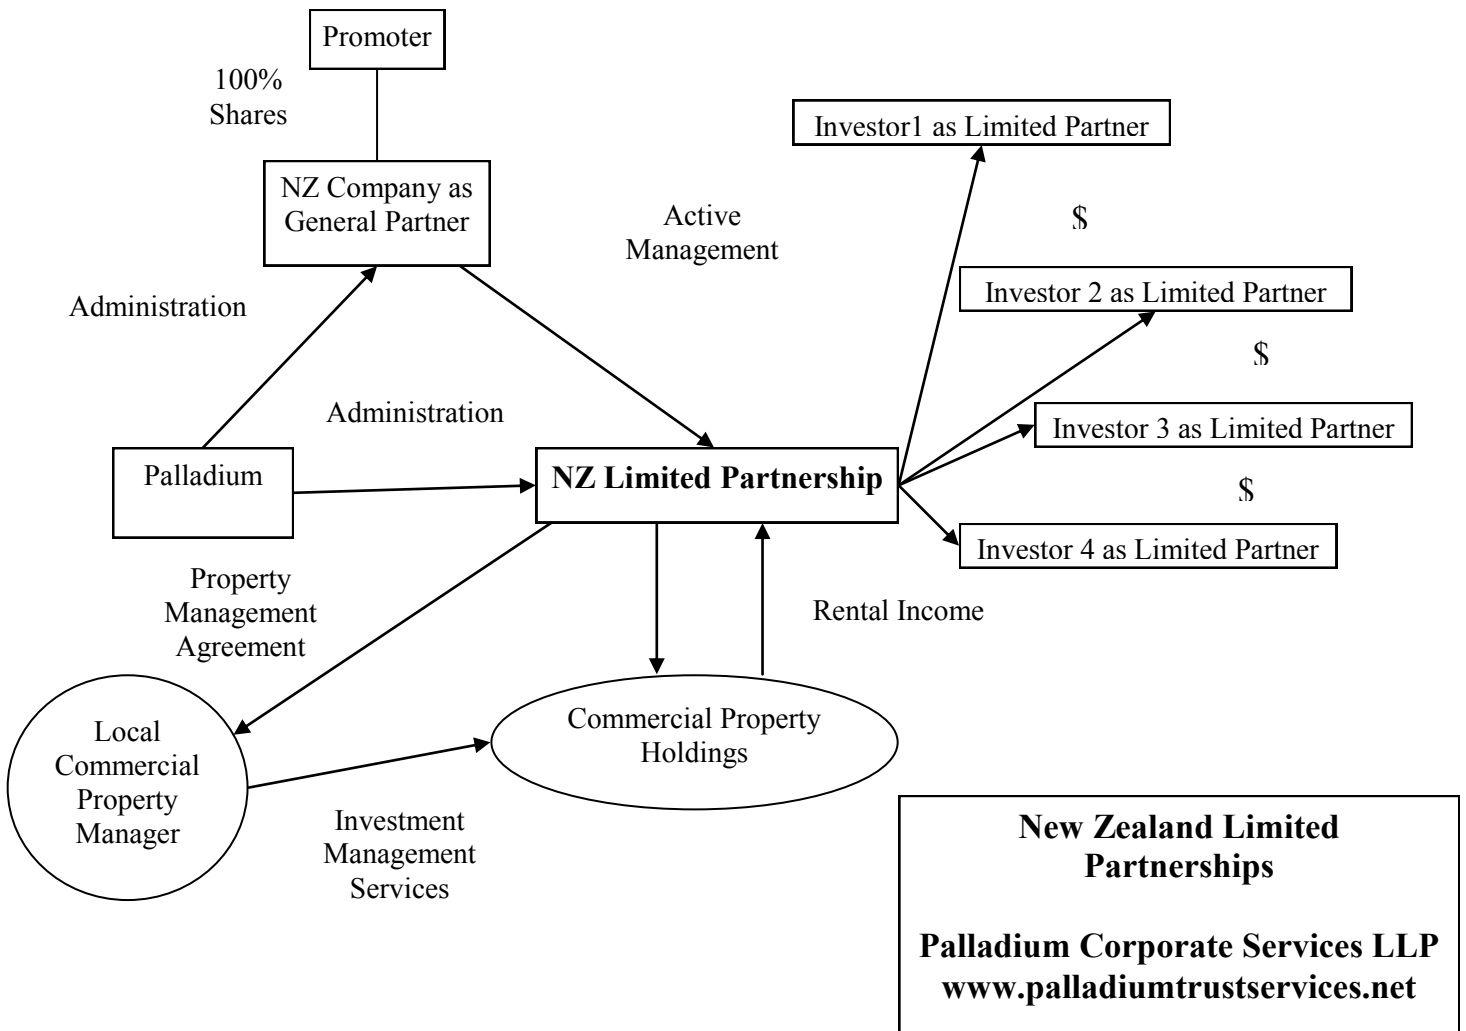 Promoter
100%
Shares
Investor1 as Limited Partner
NZ Company as
General Partner
Active
Management
$
Administration
Investor 2 as Limited Partner
$
Administration
Investor 3 as Limited Partner
Palladium
NZ Limited Partnership
$
Investor 4 as Limited Partner
Property
Management
Agreement
Rental Income
Local
Commercial
Property
Manager
Commercial Property
Holdings
Investment
Management
Services
New Zealand Limited
Partnerships
Palladium Corporate Services LLP
www.palladiumtrustservices.net